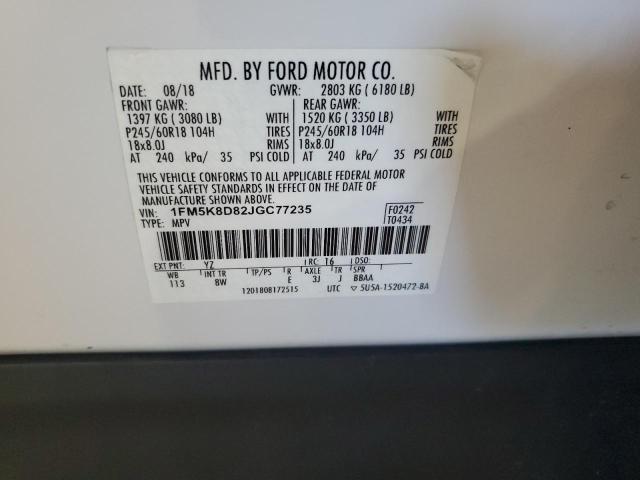 MFD. BY FORD MOTOR CO.
DATE: 08/18 GVWR: 2803 KG ( 6180 LB)
FRONT GAWR: REAR GAWR:
1397 KG ( 3080 LB) WITH 1520 KG ( 3350 LB) WITH
P245/60R18 104H TIRES P245/60R18 104H TIRES
18x8.0J RIMS 18x8.0J RIMS
AT 240 kPa/ 35 PSI COLD AT 240 kPa/ 35 PSI COLD
THIS VEHICLE CONFORMS TO ALL APPLICABLE FEDERAL MOTOR
VEHICLE SAFETY STANDARDS IN EFFECT ON THE DATE OF
MANUFACTURE SHOWN ABOVE.
VIN: 1FM5K8D82JGC77235 F0242
TYPE: MPV T0434
EXT PNT: YZ RC: T6 DSO:
WB INT TR TP/PS R AXLE TR SPR
113 8W E 3J J BBAA
1201808172515 UTC ▽ 5U5A-1520472-BA